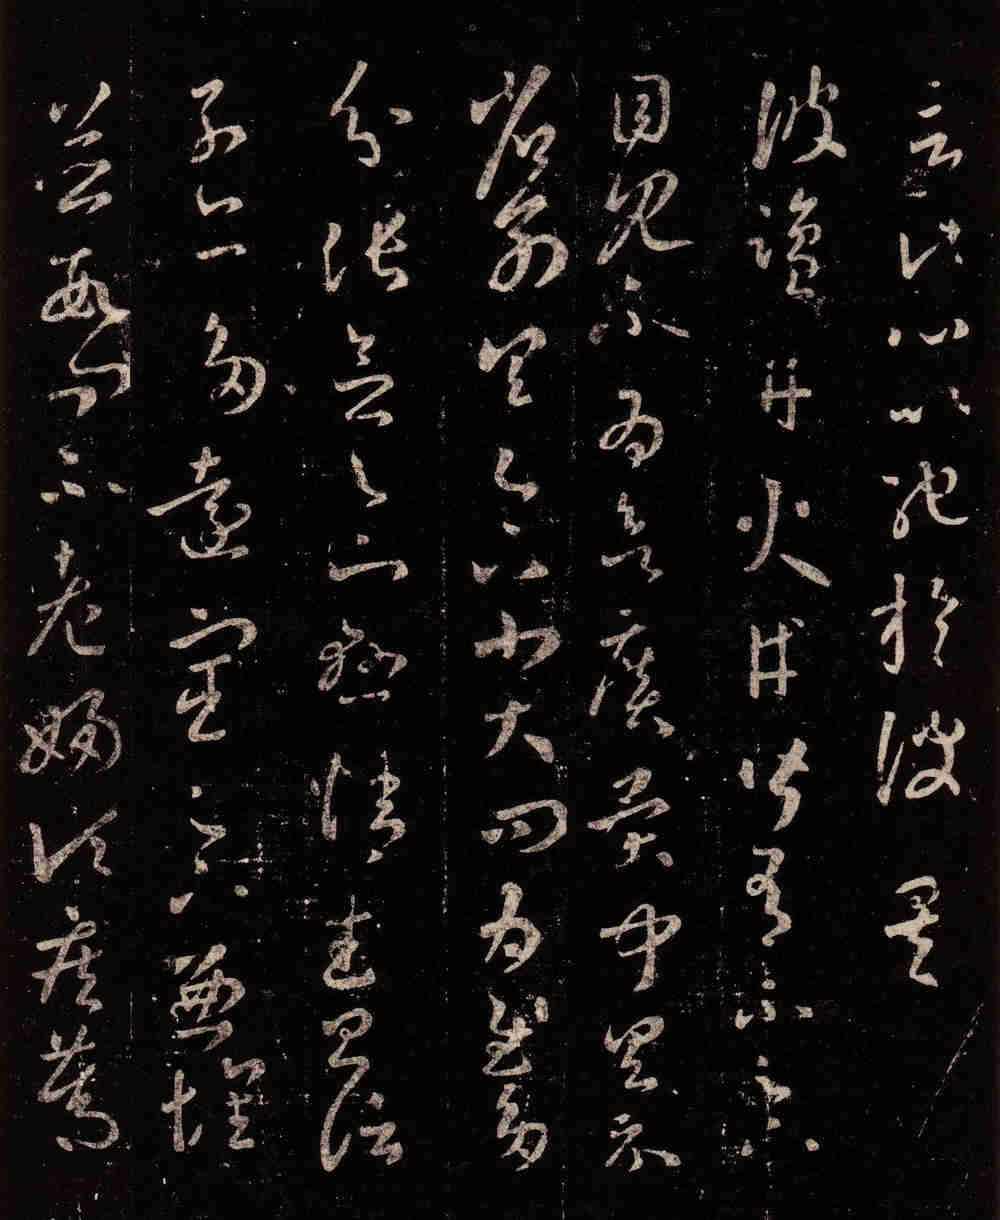 言此心以馳於彼矣
彼鹽井火井皆有不足下
目見不為欲廣異聞具示
省別具足下小大問為慰多
分張念足下懸情武昌諸
子亦多遠宦足下兼懷
並數問不老婦頃疾篤